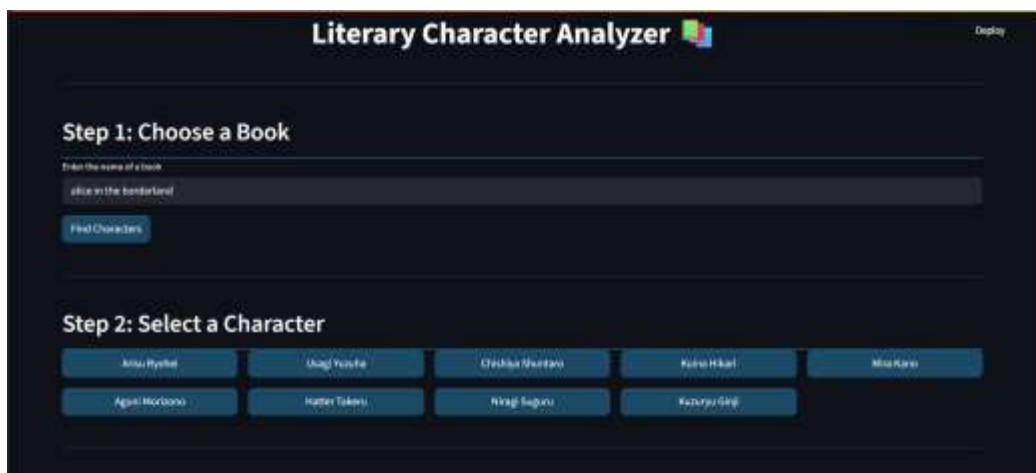 Literary Character Analyzer
Deploy
Step 1: Choose a Book
Enter the name of a book
alice in the borderland
Find Characters
Step 2: Select a Character
Arisu Ryohei
Usagi Yuzuha
Chishiya Shuntaro
Kuina Hikari
Mira Kano
Aguni Morizono
Hatter Takeru
Niragi Suguru
Kuzuryu Ginji